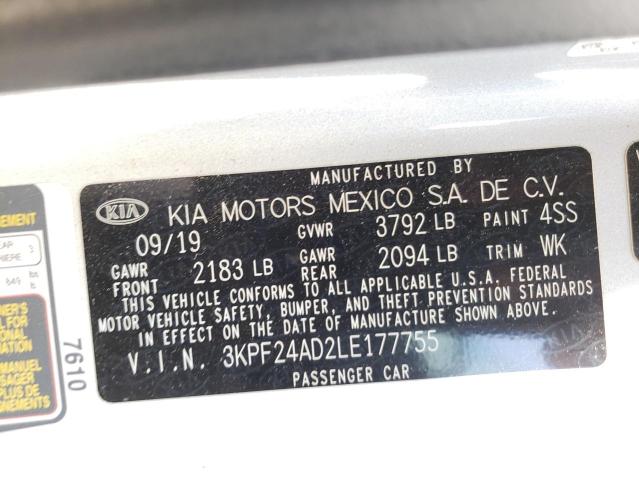 MANUFACTURED BY
KIA KIA MOTORS MEXICO S.A. DE C.V.
09/19 GVWR 3792 LB PAINT 4SS
GAWR FRONT 2183 LB GAWR REAR 2094 LB TRIM WK
THIS VEHICLE CONFORMS TO ALL APPLICABLE U.S.A. FEDERAL
MOTOR VEHICLE SAFETY, BUMPER, AND THEFT PREVENTION STANDARDS
IN EFFECT ON THE DATE OF MANUFACTURE SHOWN ABOVE.
V.I.N. 3KPF24AD2LE177755
PASSENGER CAR
7610
3